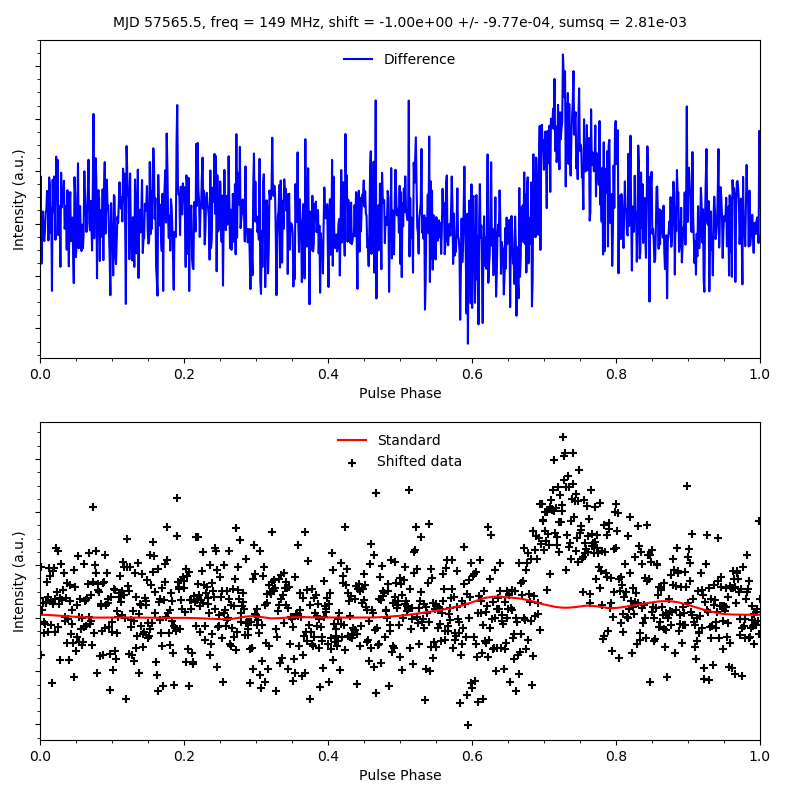 MJD 57565.5, freq = 149 MHz, shift = -1.00e+00 +/- -9.77e-04, sumsq = 2.81e-03
Difference
Intensity (a.u.)
0.0 0.2 0.4 0.6 0.8 1.0
Pulse Phase
Standard
Shifted data
Intensity (a.u.)
0.0 0.2 0.4 0.6 0.8 1.0
Pulse Phase